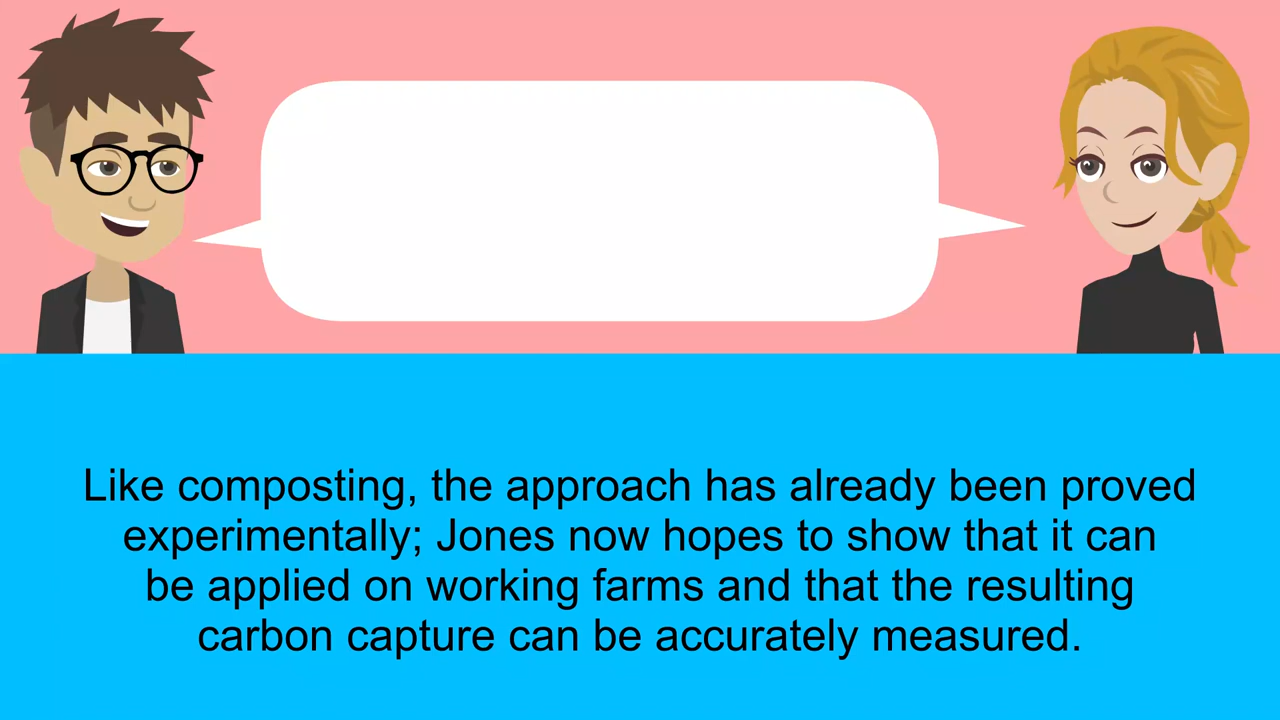 Like composting, the approach has already been proved
experimentally; Jones now hopes to show that it can
be applied on working farms and that the resulting
carbon capture can be accurately measured.